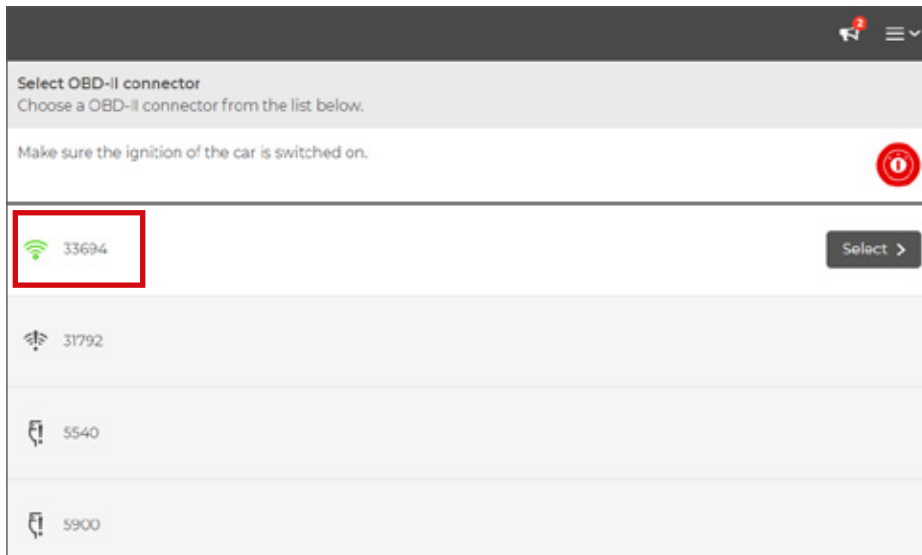 2
Select OBD-II connector
Choose a OBD-II connector from the list below.
Make sure the ignition of the car is switched on.
33694
Select >
31792
5540
5900